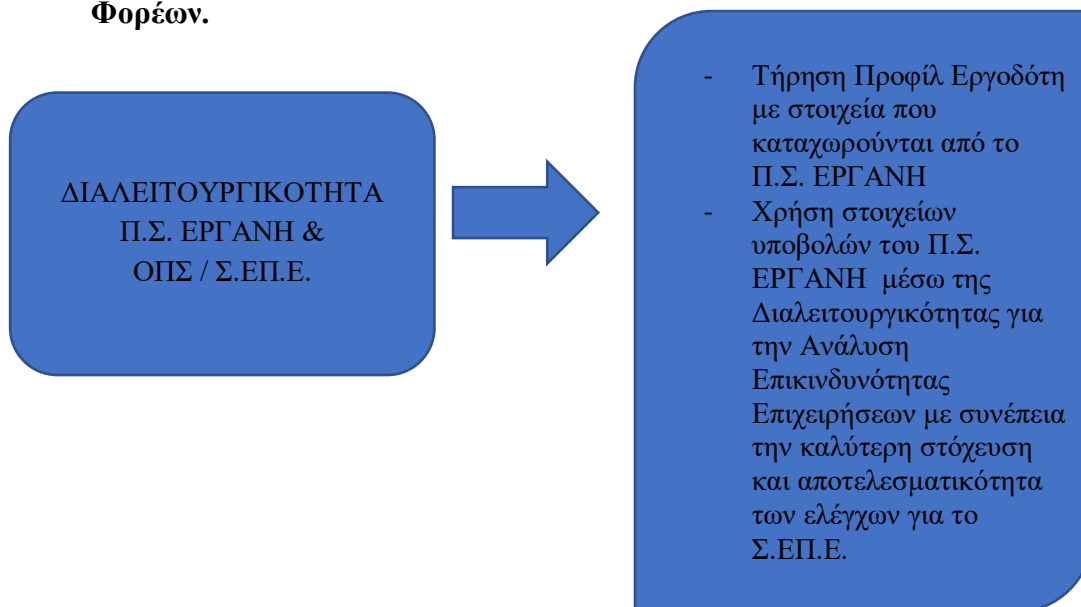 Φορέων.
ΔΙΑΛΕΙΤΟΥΡΓΙΚΟΤΗΤΑ
Π.Σ. ΕΡΓΑΝΗ &
ΟΠΣ / Σ.ΕΠ.Ε.
- Τήρηση Προφίλ Εργοδότη
με στοιχεία που
καταχωρούνται από το
Π.Σ. ΕΡΓΑΝΗ
- Χρήση στοιχείων
υποβολών του Π.Σ.
ΕΡΓΑΝΗ μέσω της
Διαλειτουργικότητας για
την Ανάλυση
Επικινδυνότητας
Επιχειρήσεων με συνέπεια
την καλύτερη στόχευση
και αποτελεσματικότητα
των ελέγχων για το
Σ.ΕΠ.Ε.